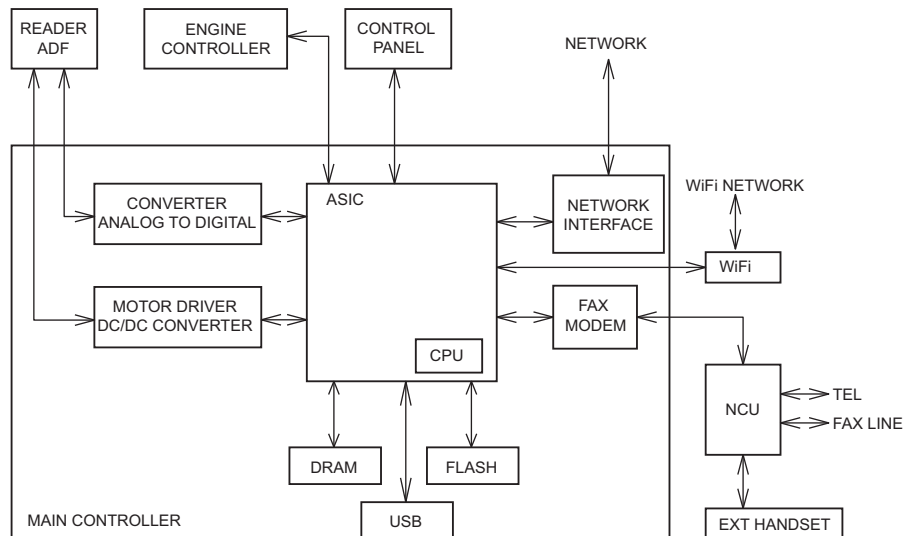 READER
ADF
ENGINE
CONTROLLER
CONTROL
PANEL
NETWORK
CONVERTER
ANALOG TO DIGITAL
ASIC
NETWORK
INTERFACE
WiFi NETWORK
WiFi
MOTOR DRIVER
DC/DC CONVERTER
FAX
MODEM
CPU
NCU
TEL
FAX LINE
DRAM
FLASH
MAIN CONTROLLER
USB
EXT HANDSET